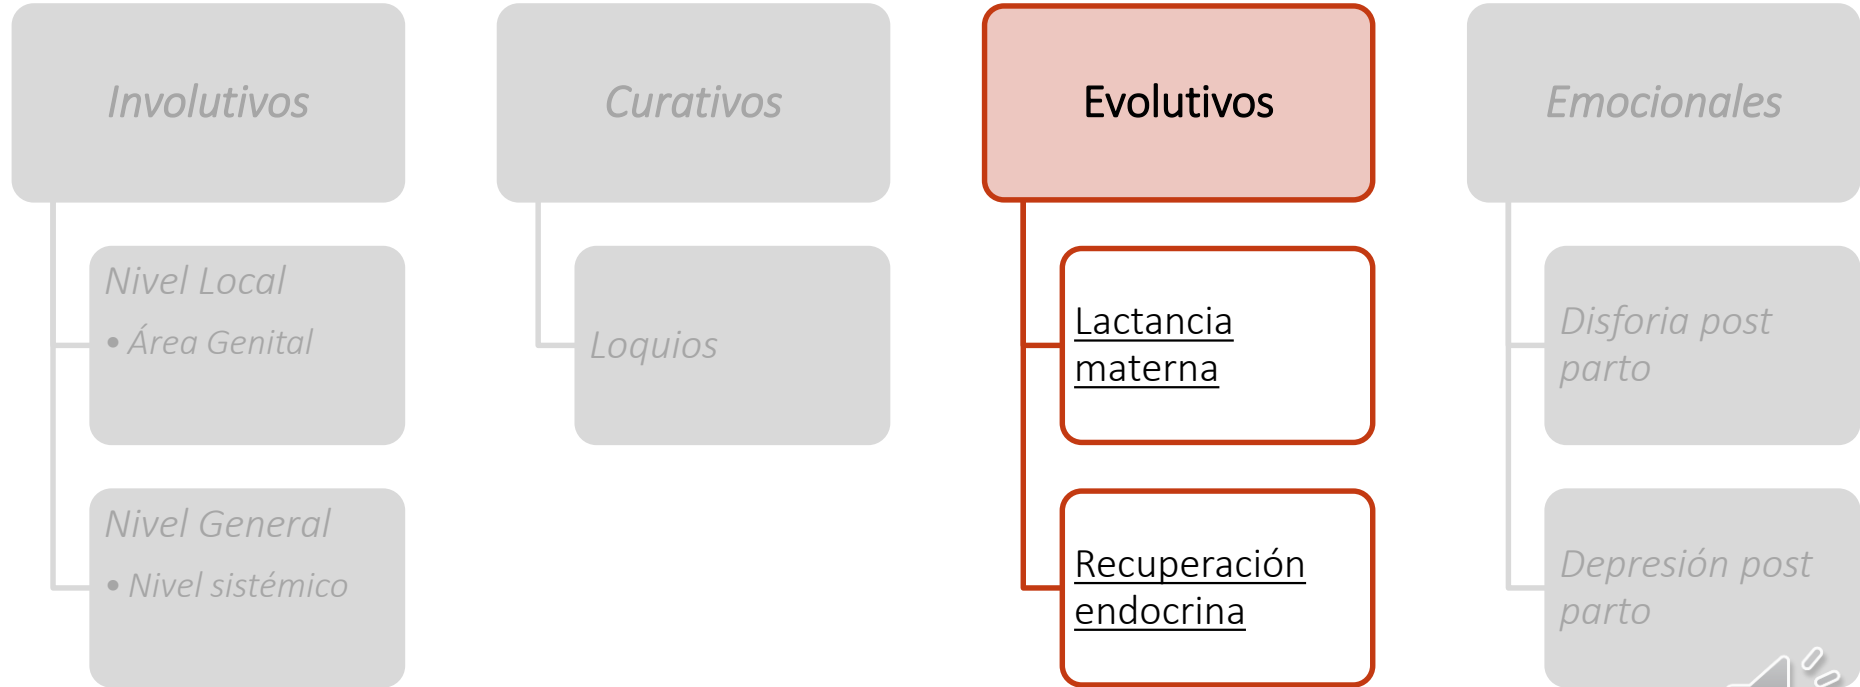 Involutivos
Nivel Local
• Área Genital
Nivel General
• Nivel sistémico
Curativos
Loquios
Evolutivos
Lactancia
materna
Recuperación
endocrina
Emocionales
Disforia post
parto
Depresión post
parto